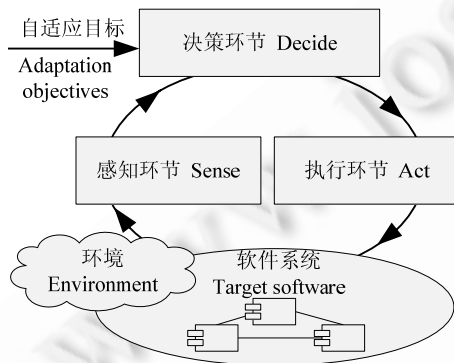 自适应目标
Adaptation
objectives
决策环节 Decide
感知环节 Sense
执行环节 Act
环境
Environment
软件系统
Target software